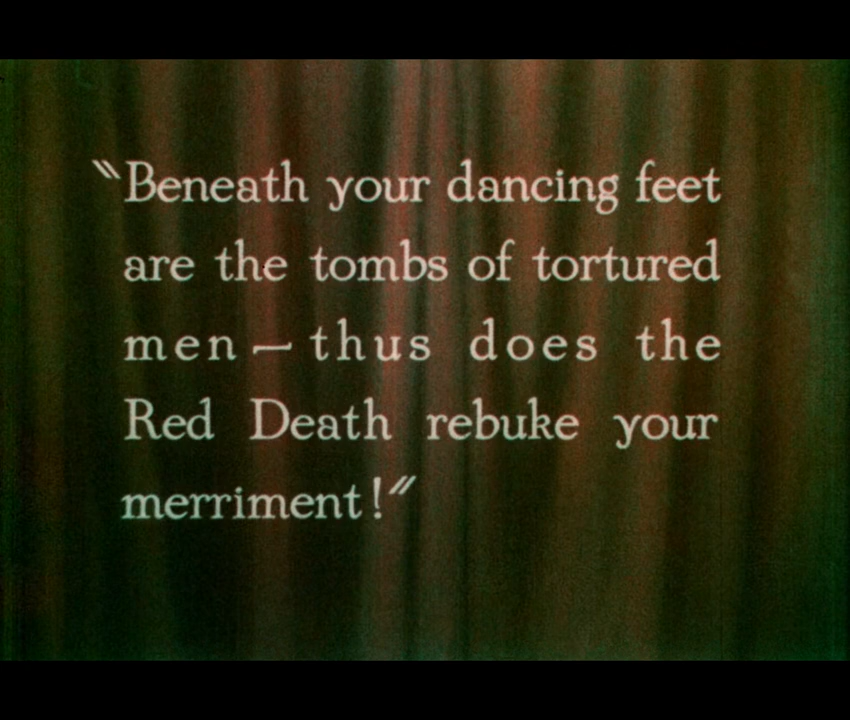 "Beneath your dancing feet
are the tombs of tortured
men — thus does the
Red Death rebuke your
merriment!"